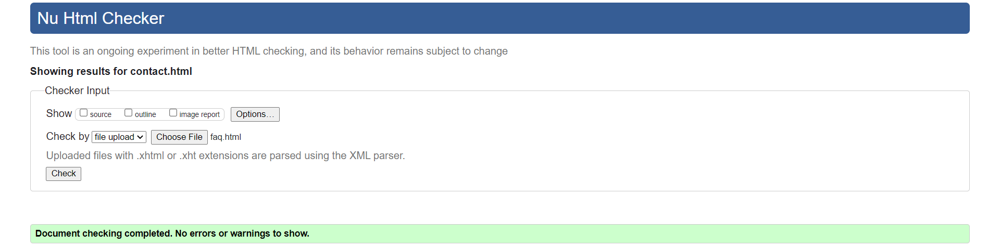 Nu Html Checker
This tool is an ongoing experiment in better HTML checking, and its behavior remains subject to change
Showing results for contact.html
Checker Input
Show source outline image report Options...
Check by file upload Choose File faq.html
Uploaded files with .xhtml or .xht extensions are parsed using the XML parser.
Check
Document checking completed. No errors or warnings to show.